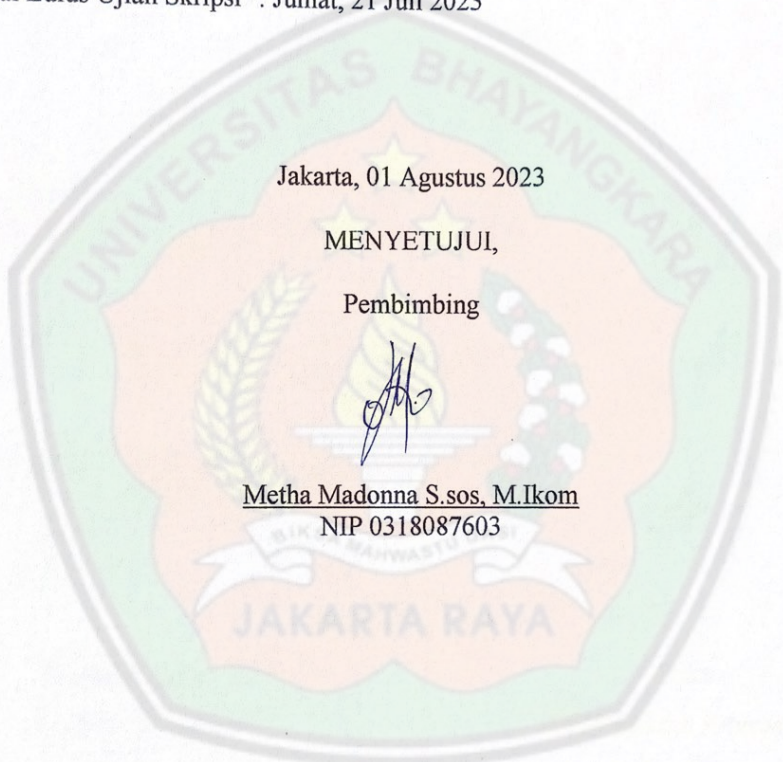 Lulus Ujian Skripsi : Jumat, 21 Juli 2023
UNIVERSITAS BHAYANGKARA
Jakarta, 01 Agustus 2023
MENYETUJUI,
Pembimbing
Metha Madonna S.sos, M.Ikom
NIP 0318087603
MAHWASTU
JAKARTA RAYA